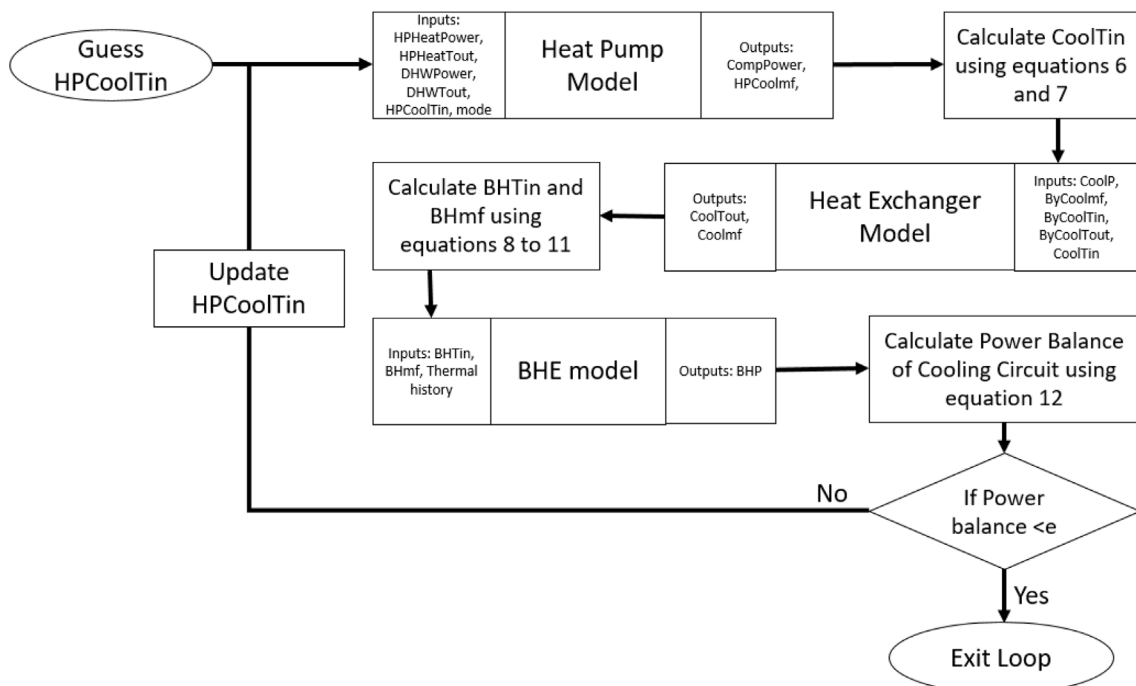 Guess
HPCoolTin
Inputs:
HPHeatPower,
HPHeatTout,
DHWPower,
DHWTout,
HPCoolTin, mode
Heat Pump
Model
Outputs:
CompPower,
HPCoolmf,
Calculate CoolTin
using equations 6
and 7
Inputs: CoolP,
ByCoolmf,
ByCoolTin,
ByCoolTout,
CoolTin
Heat Exchanger
Model
Outputs:
CoolTout,
Coolmf
Calculate BHTin and
BHmf using
equations 8 to 11
Update
HPCoolTin
Inputs: BHTin,
BHmf, Thermal
history
BHE model
Outputs: BHP
Calculate Power Balance
of Cooling Circuit using
equation 12
If Power
balance <e
No
Yes
Exit Loop